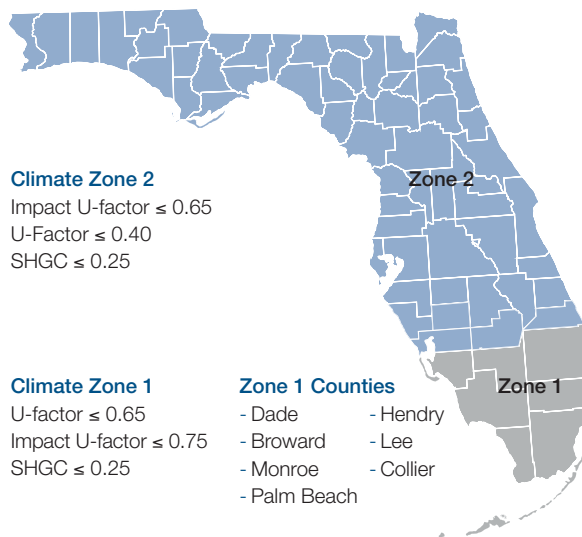 Zone 2
Climate Zone 2
Impact U-factor ≤ 0.65
U-Factor ≤ 0.40
SHGC ≤ 0.25
Zone 1
Climate Zone 1
U-factor ≤ 0.65
Impact U-factor ≤ 0.75
SHGC ≤ 0.25
Zone 1 Counties
- Dade
- Broward
- Monroe
- Palm Beach
- Hendry
- Lee
- Collier